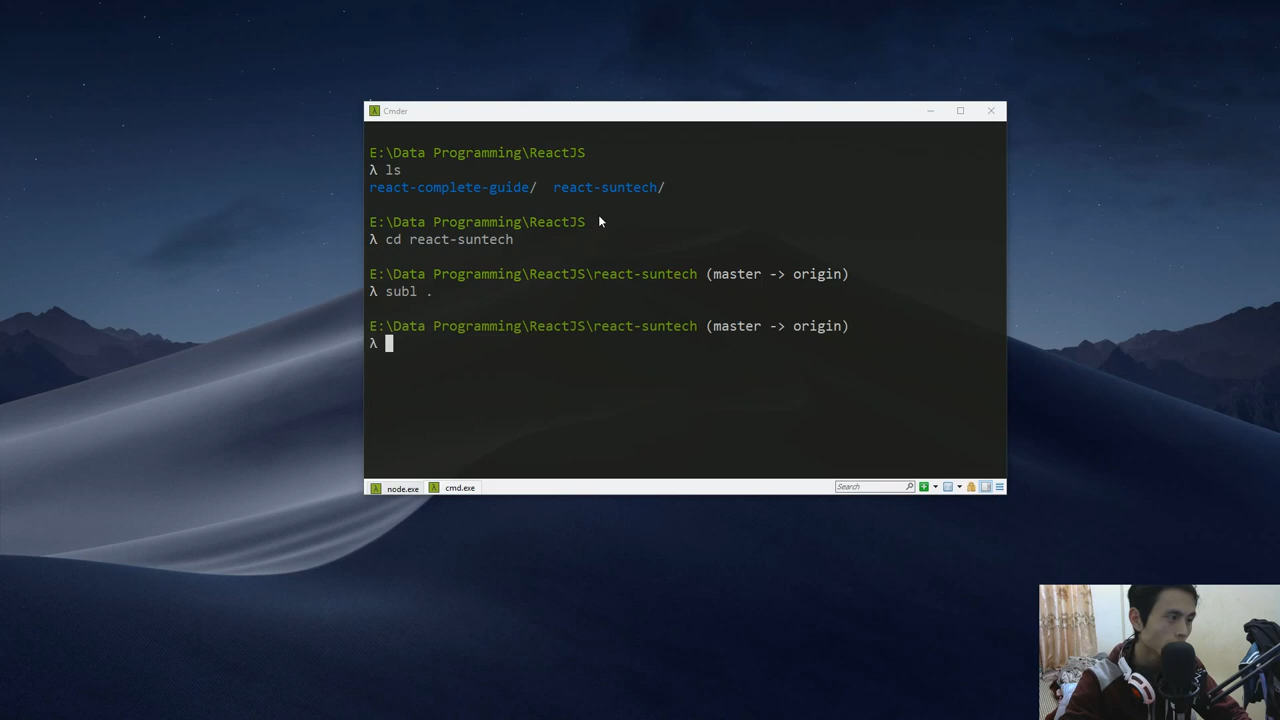 Cmder
E:\Data Programming\ReactJS
λ ls
react-complete-guide/  react-suntech/
E:\Data Programming\ReactJS
λ cd react-suntech
E:\Data Programming\ReactJS\react-suntech (master -> origin)
λ subl .
E:\Data Programming\ReactJS\react-suntech (master -> origin)
λ
node.exe cmd.exe Search